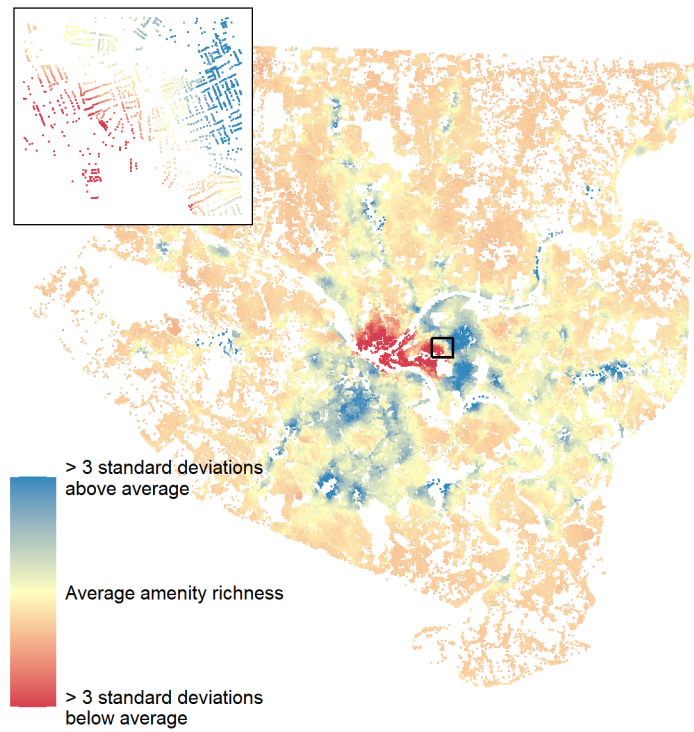 > 3 standard deviations
above average
Average amenity richness
> 3 standard deviations
below average